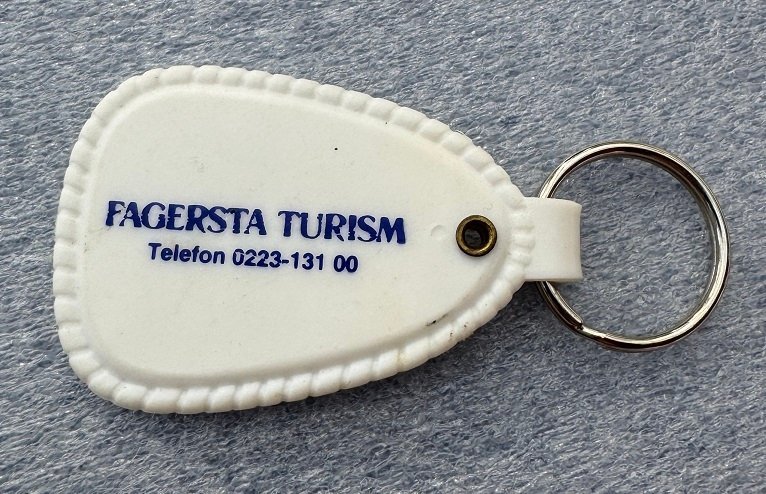 FAGERSTA TURISM
Telefon 0223-131 00